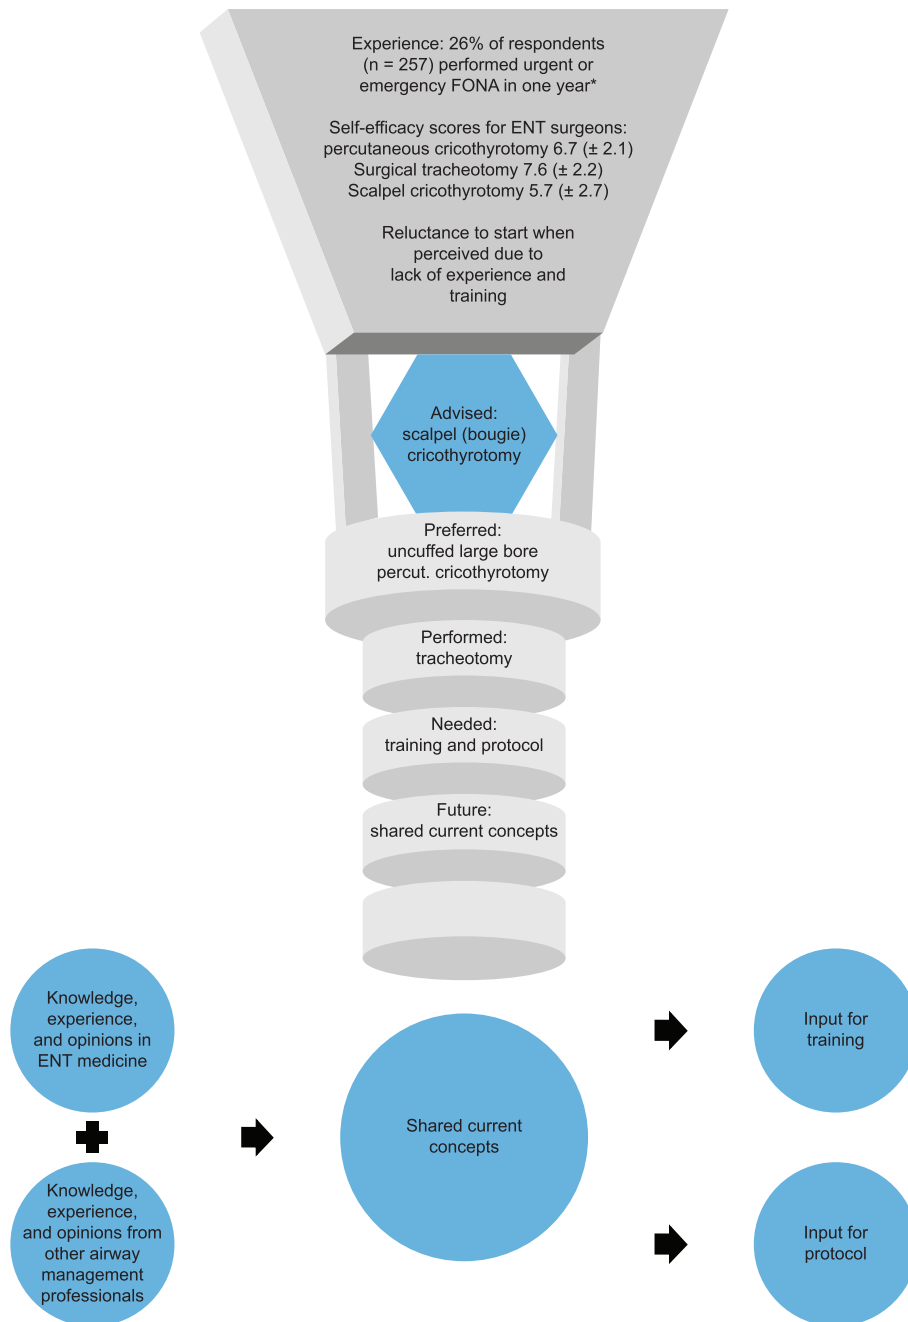 Experience: 26% of respondents
(n = 257) performed urgent or
emergency FONA in one year*
Self-efficacy scores for ENT surgeons:
percutaneous cricothyrotomy 6.7 (± 2.1)
Surgical tracheotomy 7.6 (± 2.2)
Scalpel cricothyrotomy 5.7 (± 2.7)
Reluctance to start when
perceived due to
lack of experience and
training
Advised:
scalpel (bougie)
cricothyrotomy
Preferred:
uncuffed large bore
percut. cricothyrotomy
Performed:
tracheotomy
Needed:
training and protocol
Future:
shared current concepts
Knowledge,
experience,
and opinions in
ENT medicine
Knowledge,
experience,
and opinions from
other airway
management
professionals
Shared current
concepts
Input for
training
Input for
protocol